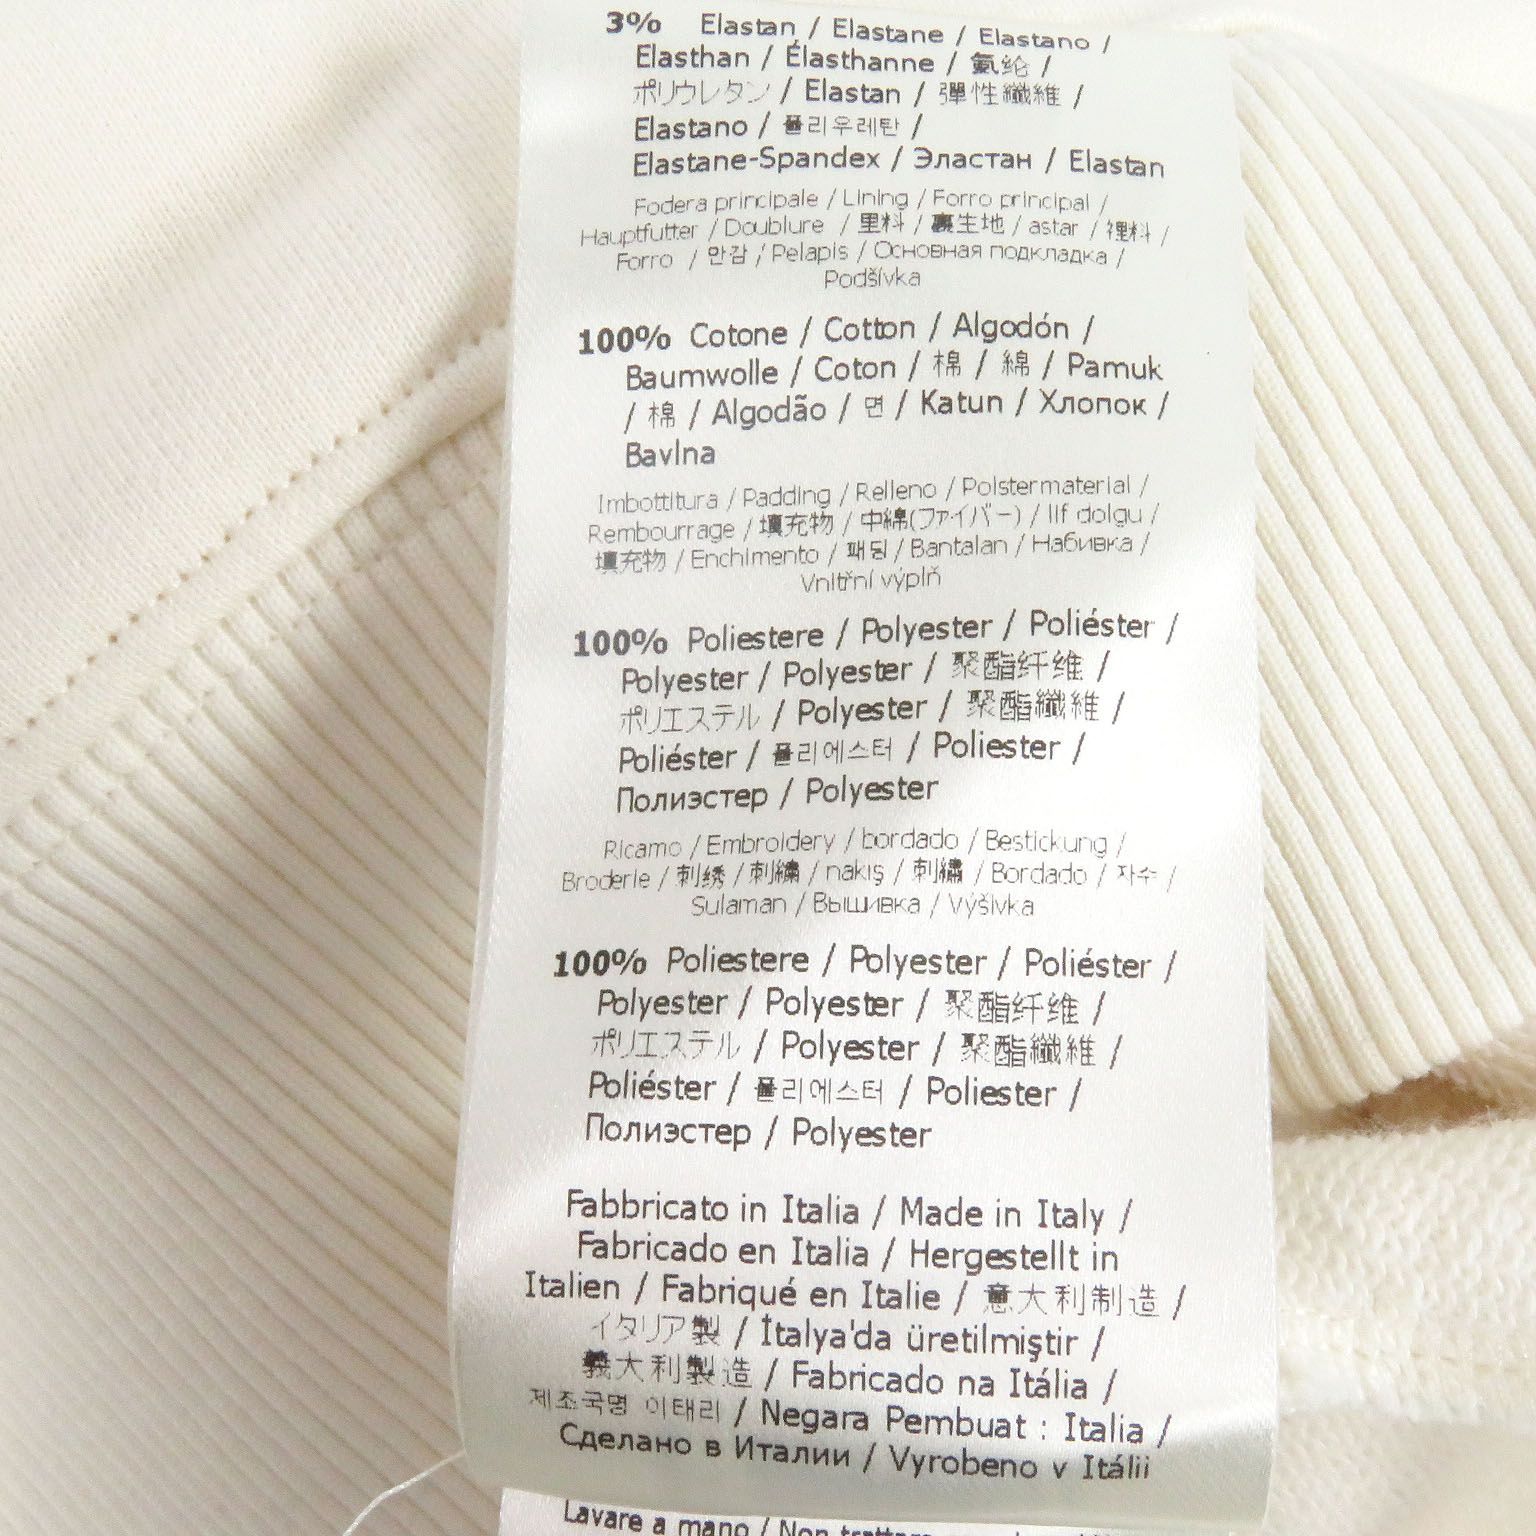 3% Elastan / Elastane / Elastano /
Elasthan / Élasthanne / 氨纶 /
ポリウレタン / Elastan / 彈性纖維 /
Elastano / 폴리우레탄 /
Elastane-Spandex / Эластан / Elastan
Fodera principale / Lining / Forro principal /
Hauptfutter / Doublure / 里料 / 裏生地 / astar / 裡料 /
Forro / 안감 / Pelapis / Основная подкладка /
Podšívka
100% Cotone / Cotton / Algodón /
Baumwolle / Coton / 棉 / 綿 / Pamuk
/ 棉 / Algodão / 면 / Katun / Хлопок /
Bavlna
Imbottitura / Padding / Relleno / Polstermaterial /
Rembourrage / 填充物 / 中綿(ファイバー) / lif dolgu /
填充物 / Enchimento / 패딩 / Bantalan / Набивка /
Vnitřní výplň
100% Poliestere / Polyester / Poliéster /
Polyester / Polyester / 聚酯纤维 /
ポリエステル / Polyester / 聚酯纖維 /
Poliéster / 폴리에스터 / Poliester /
Полиэстер / Polyester
Ricamo / Embroidery / bordado / Bestickung /
Broderie / 刺绣 / 刺繍 / nakış / 刺繡 / Bordado / 자수 /
Sulaman / Вышивка / Výšivka
100% Poliestere / Polyester / Poliéster /
Polyester / Polyester / 聚酯纤维 /
ポリエステル / Polyester / 聚酯纖維 /
Poliéster / 폴리에스터 / Poliester /
Полиэстер / Polyester
Fabbricato in Italia / Made in Italy /
Fabricado en Italia / Hergestellt in
Italien / Fabriqué en Italie / 意大利制造 /
イタリア製 / İtalya'da üretilmiştir /
義大利製造 / Fabricado na Itália /
제조국명 이태리 / Negara Pembuat : Italia /
Сделано в Италии / Vyrobeno v Itálii
Lavare a mano / Non trattare